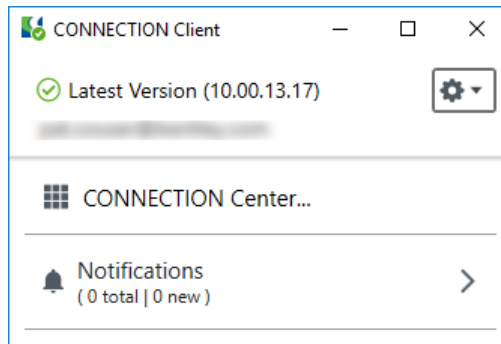 CONNECTION Client
Latest Version (10.00.13.17)
CONNECTION Center...
Notifications
( 0 total | 0 new )